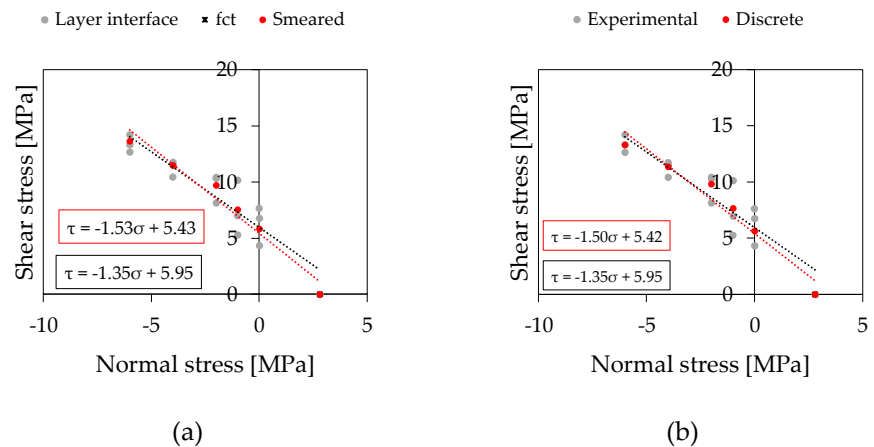 Layer interface fct Smeared
20
15
10
5
0
-10 -5 0 5
Shear stress [MPa]
Normal stress [MPa]
τ = -1.53σ + 5.43
τ = -1.35σ + 5.95
(a)
Experimental Discrete
20
15
10
5
0
-10 -5 0 5
Shear stress [MPa]
Normal stress [MPa]
τ = -1.50σ + 5.42
τ = -1.35σ + 5.95
(b)